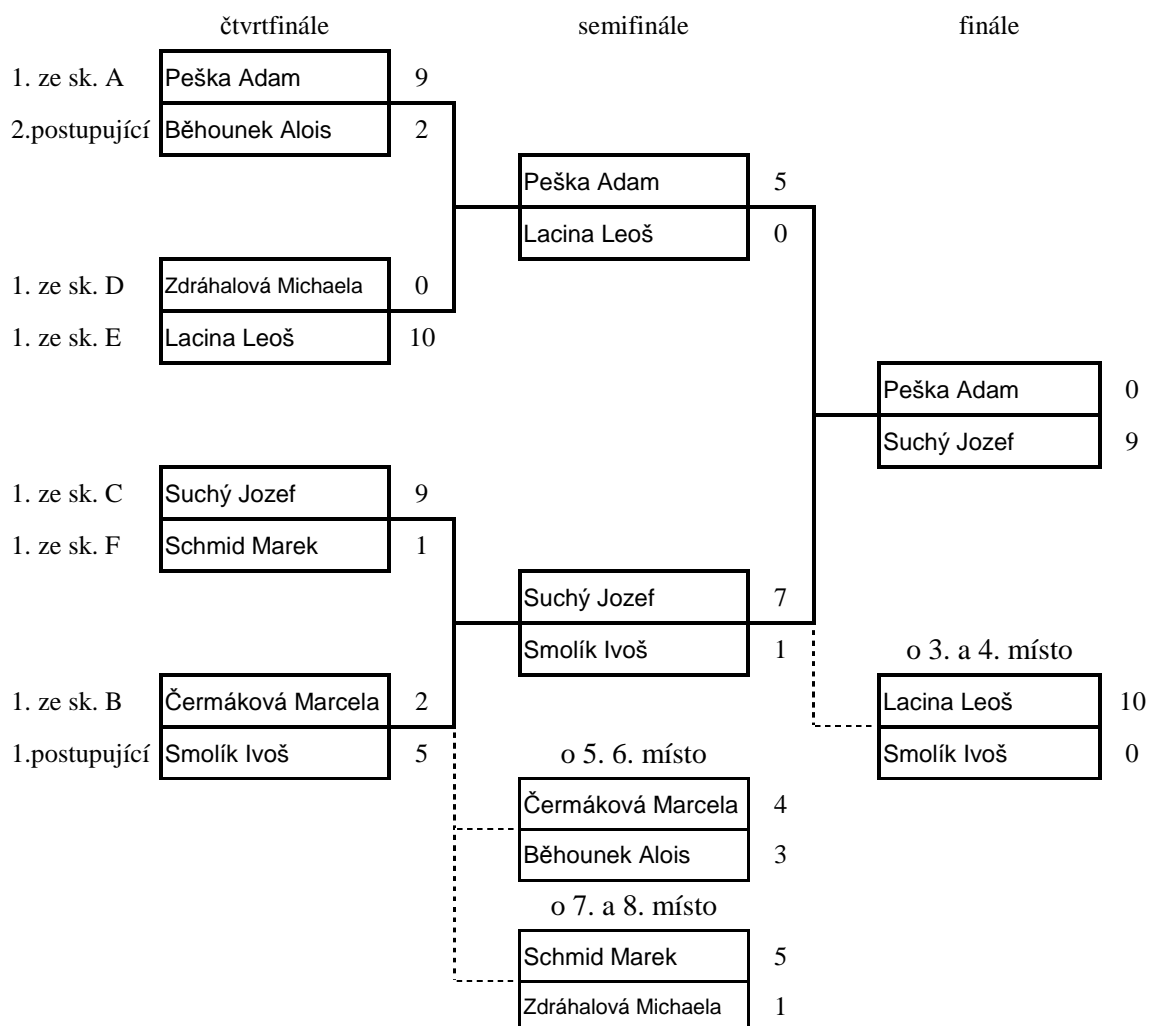 čtvrtfinále semifinále finále
1. ze sk. A Peška Adam 9
2.postupující Běhounek Alois 2
Peška Adam 5
Lacina Leoš 0
1. ze sk. D Zdráhalová Michaela 0
1. ze sk. E Lacina Leoš 10
Peška Adam 0
Suchý Jozef 9
1. ze sk. C Suchý Jozef 9
1. ze sk. F Schmid Marek 1
Suchý Jozef 7
Smolík Ivoš 1
o 3. a 4. místo
1. ze sk. B Čermáková Marcela 2
Lacina Leoš 10
1.postupující Smolík Ivoš 5
Smolík Ivoš 0
o 5. 6. místo
Čermáková Marcela 4
Běhounek Alois 3
o 7. a 8. místo
Schmid Marek 5
Zdráhalová Michaela 1